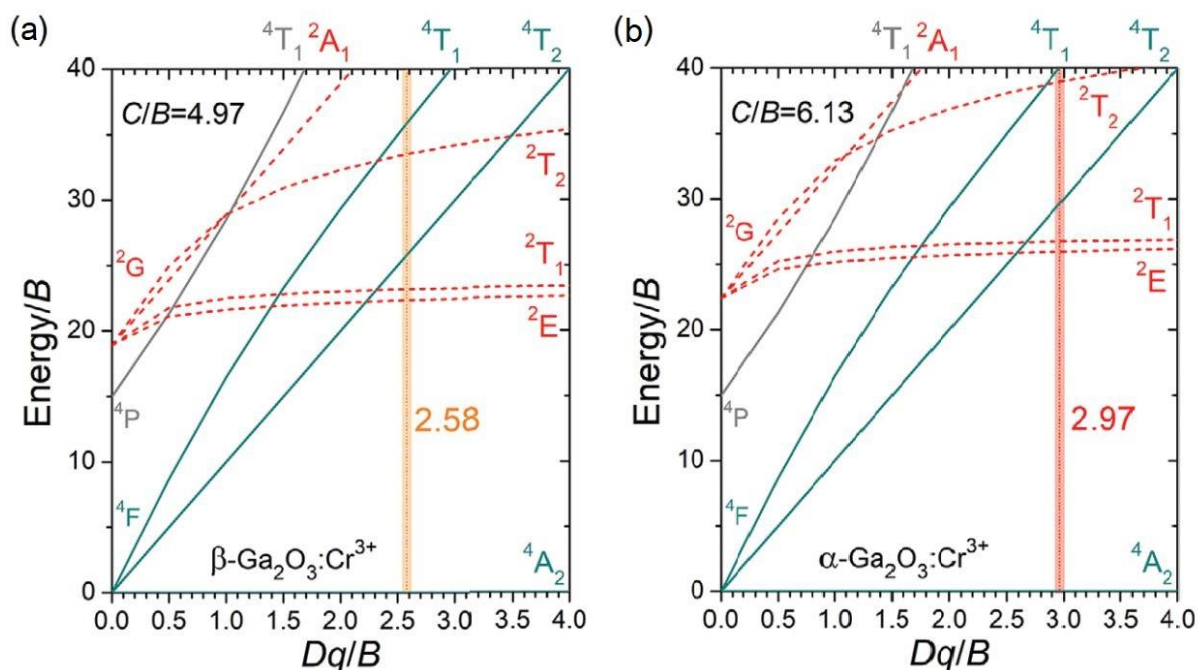 (a)
⁴T₁ ²A₁ ⁴T₁ ⁴T₂
C/B=4.97
40
30
20
10
0
Energy/B
²G
⁴P
⁴F
²T₂
²T₁
²E
2.58
β-Ga₂O₃:Cr³⁺
⁴A₂
0.0 0.5 1.0 1.5 2.0 2.5 3.0 3.5 4.0
Dq/B
(b)
⁴T₁ ²A₁ ⁴T₁ ⁴T₂
C/B=6.13
40
30
20
10
0
Energy/B
²G
⁴P
⁴F
²T₂
²T₁
²E
2.97
α-Ga₂O₃:Cr³⁺
⁴A₂
0.0 0.5 1.0 1.5 2.0 2.5 3.0 3.5 4.0
Dq/B